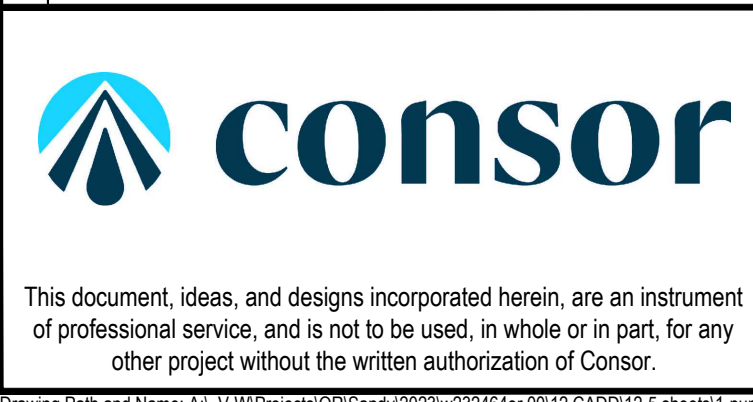 consor
This document, ideas, and designs incorporated herein, are an instrument
of professional service, and is not to be used, in whole or in part, for any
other project without the written authorization of Consor.